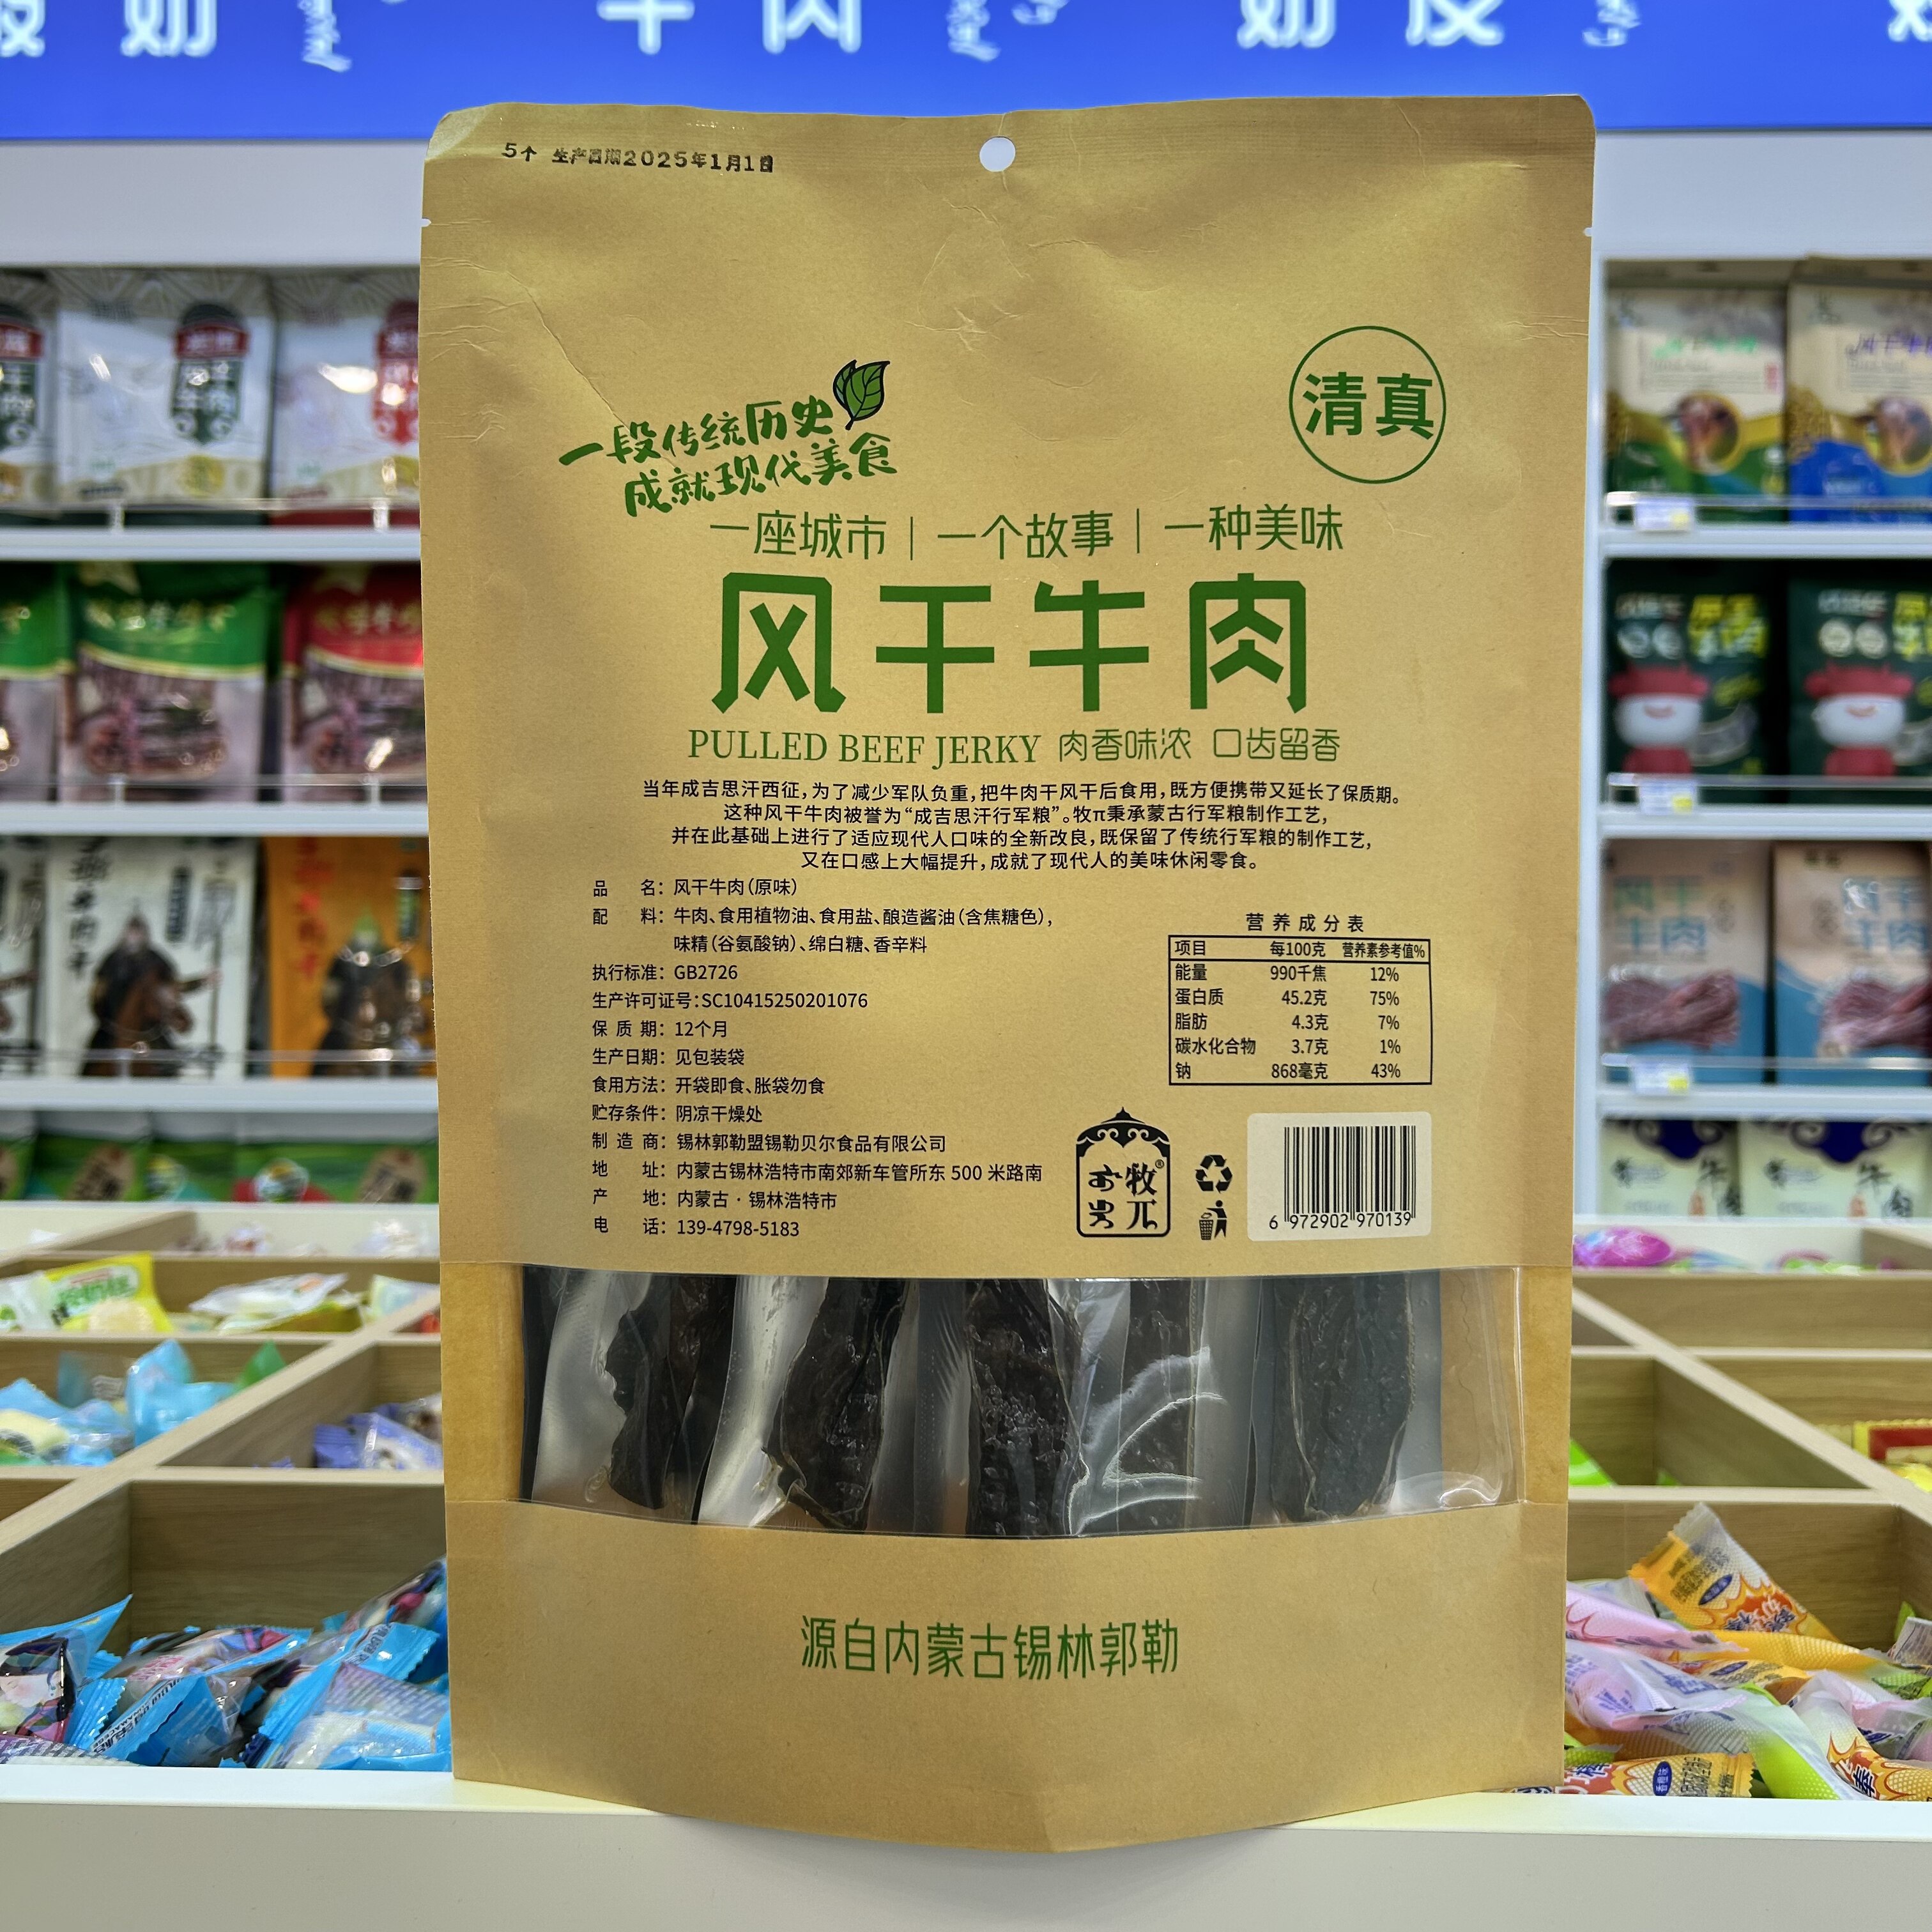 牛肉
奶皮
5个 生产日期2025年1月1日
清真
一段传统历史
成就现代美食
一座城市|一个故事|一种美味
风干牛肉
PULLED BEEF JERKY 肉香味浓 口齿留香
当年成吉思汗西征,为了减少军队负重,把牛肉干风干后食用,既方便携带又延长了保质期。
这种风干牛肉被誉为“成吉思汗行军粮”。牧π秉承蒙古行军粮制作工艺,
并在此基础上进行了适应现代人口味的全新改良,既保留了传统行军粮的制作工艺,
又在口感上大幅提升,成就了现代人的美味休闲零食。
品 名: 风干牛肉(原味)
配 料: 牛肉、食用植物油、食用盐、酿造酱油(含焦糖色),
味精(谷氨酸钠)、绵白糖、香辛料
执行标准: GB2726
生产许可证号:SC10415250201076
保 质 期: 12个月
生产日期: 见包装袋
食用方法: 开袋即食、胀袋勿食
贮存条件: 阴凉干燥处
制 造 商: 锡林郭勒盟锡勒贝尔食品有限公司
地 址: 内蒙古锡林浩特市南郊新车管所东 500 米路南
产 地: 内蒙古·锡林浩特市
电 话: 139-4798-5183
营养成分表
项目 每100克 营养素参考值%
能量 990千焦 12%
蛋白质 45.2克 75%
脂肪 4.3克 7%
碳水化合物 3.7克 1%
钠 868毫克 43%
牧π®
6 972902 970139
源自内蒙古锡林郭勒